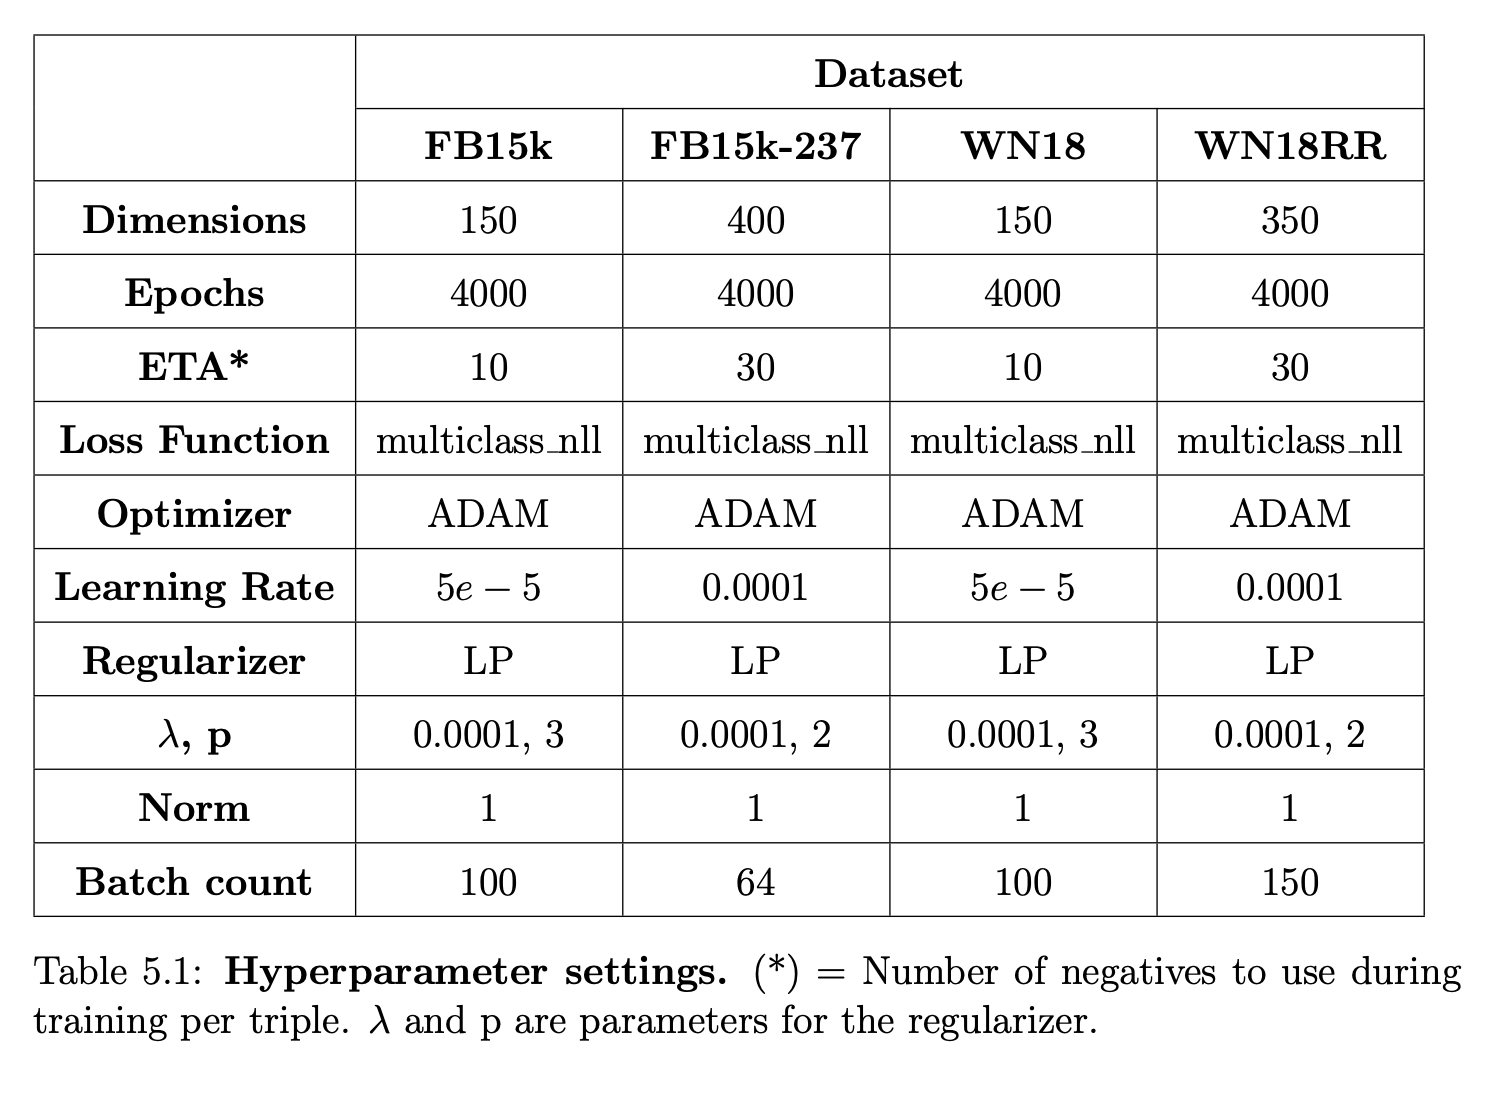 Dataset
FB15k FB15k-237 WN18 WN18RR
Dimensions 150 400 150 350
Epochs 4000 4000 4000 4000
ETA* 10 30 10 30
Loss Function multiclass_nll multiclass_nll multiclass_nll multiclass_nll
Optimizer ADAM ADAM ADAM ADAM
Learning Rate 5e − 5 0.0001 5e − 5 0.0001
Regularizer LP LP LP LP
λ, p 0.0001, 3 0.0001, 2 0.0001, 3 0.0001, 2
Norm 1 1 1 1
Batch count 100 64 100 150
Table 5.1: Hyperparameter settings. (*) = Number of negatives to use during
training per triple. λ and p are parameters for the regularizer.